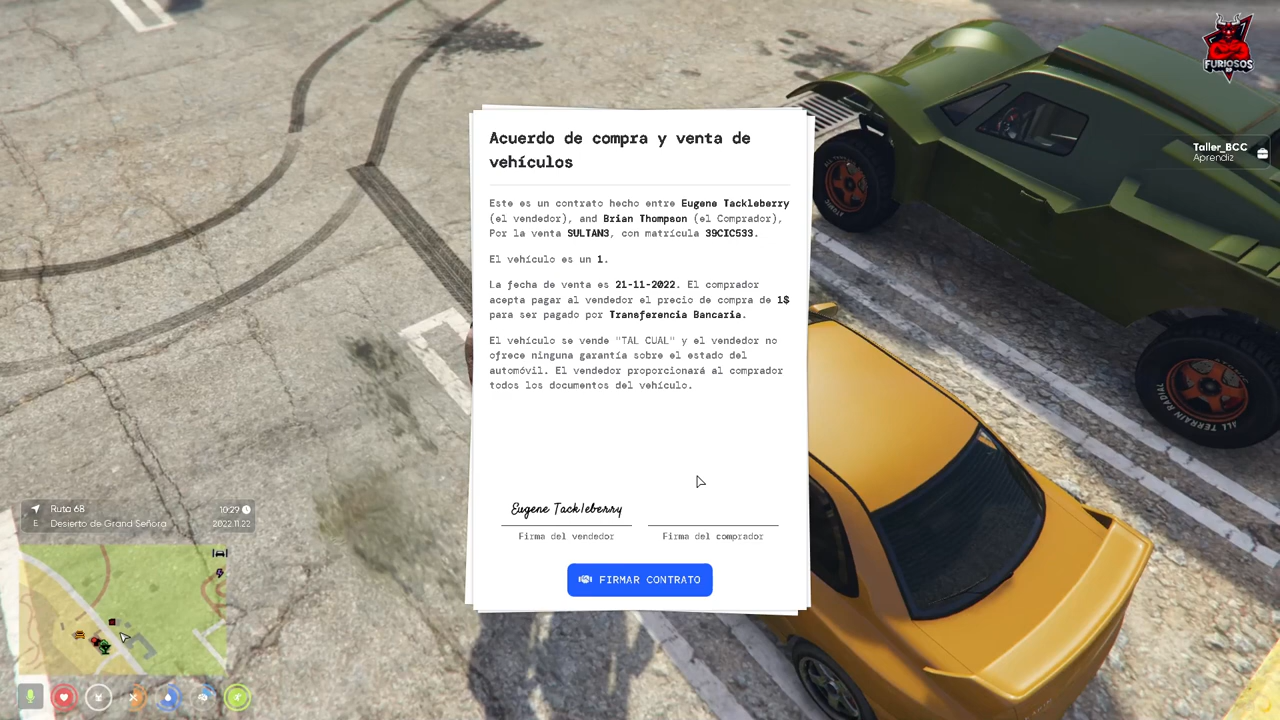 FURIOSOS
Taller_BCC
Aprendiz
Acuerdo de compra y venta de
vehículos
Este es un contrato hecho entre Eugene Tackleberry
(el vendedor), and Brian Thompson (el Comprador),
Por la venta SULTAN3, con matrícula 39CIC533.
El vehículo es un 1.
La fecha de venta es 21-11-2022. El comprador
acepta pagar al vendedor el precio de compra de 1$
para ser pagado por Transferencia Bancaria.
El vehículo se vende "TAL CUAL" y el vendedor no
ofrece ninguna garantía sobre el estado del
automóvil. El vendedor proporcionará al comprador
todos los documentos del vehículo.
Eugene Tackleberry
Firma del vendedor
Firma del comprador
FIRMAR CONTRATO
Ruta 68
10:29
E
Desierto de Grand Señora
2022.11.22
ATOMIC
ALL TERRAIN RADIAL